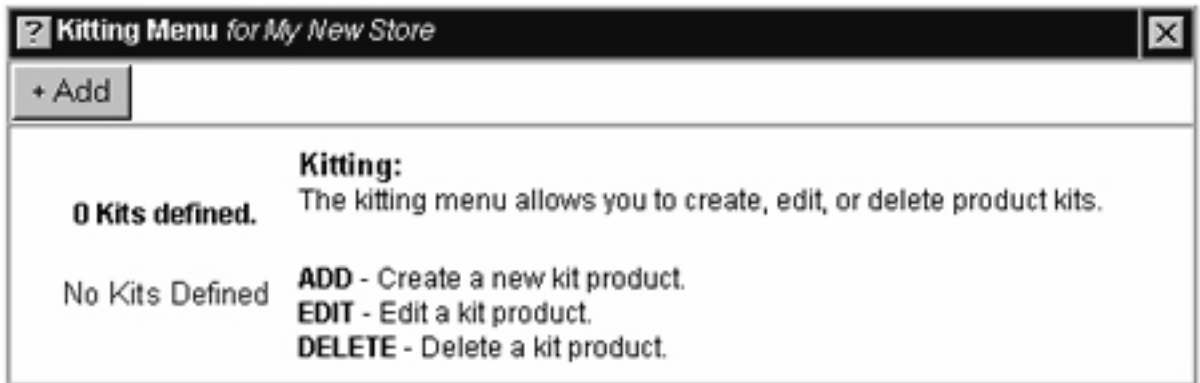 ? Kitting Menu for My New Store X
+ Add
0 Kits defined.
No Kits Defined
Kitting:
The kitting menu allows you to create, edit, or delete product kits.
ADD - Create a new kit product.
EDIT - Edit a kit product.
DELETE - Delete a kit product.